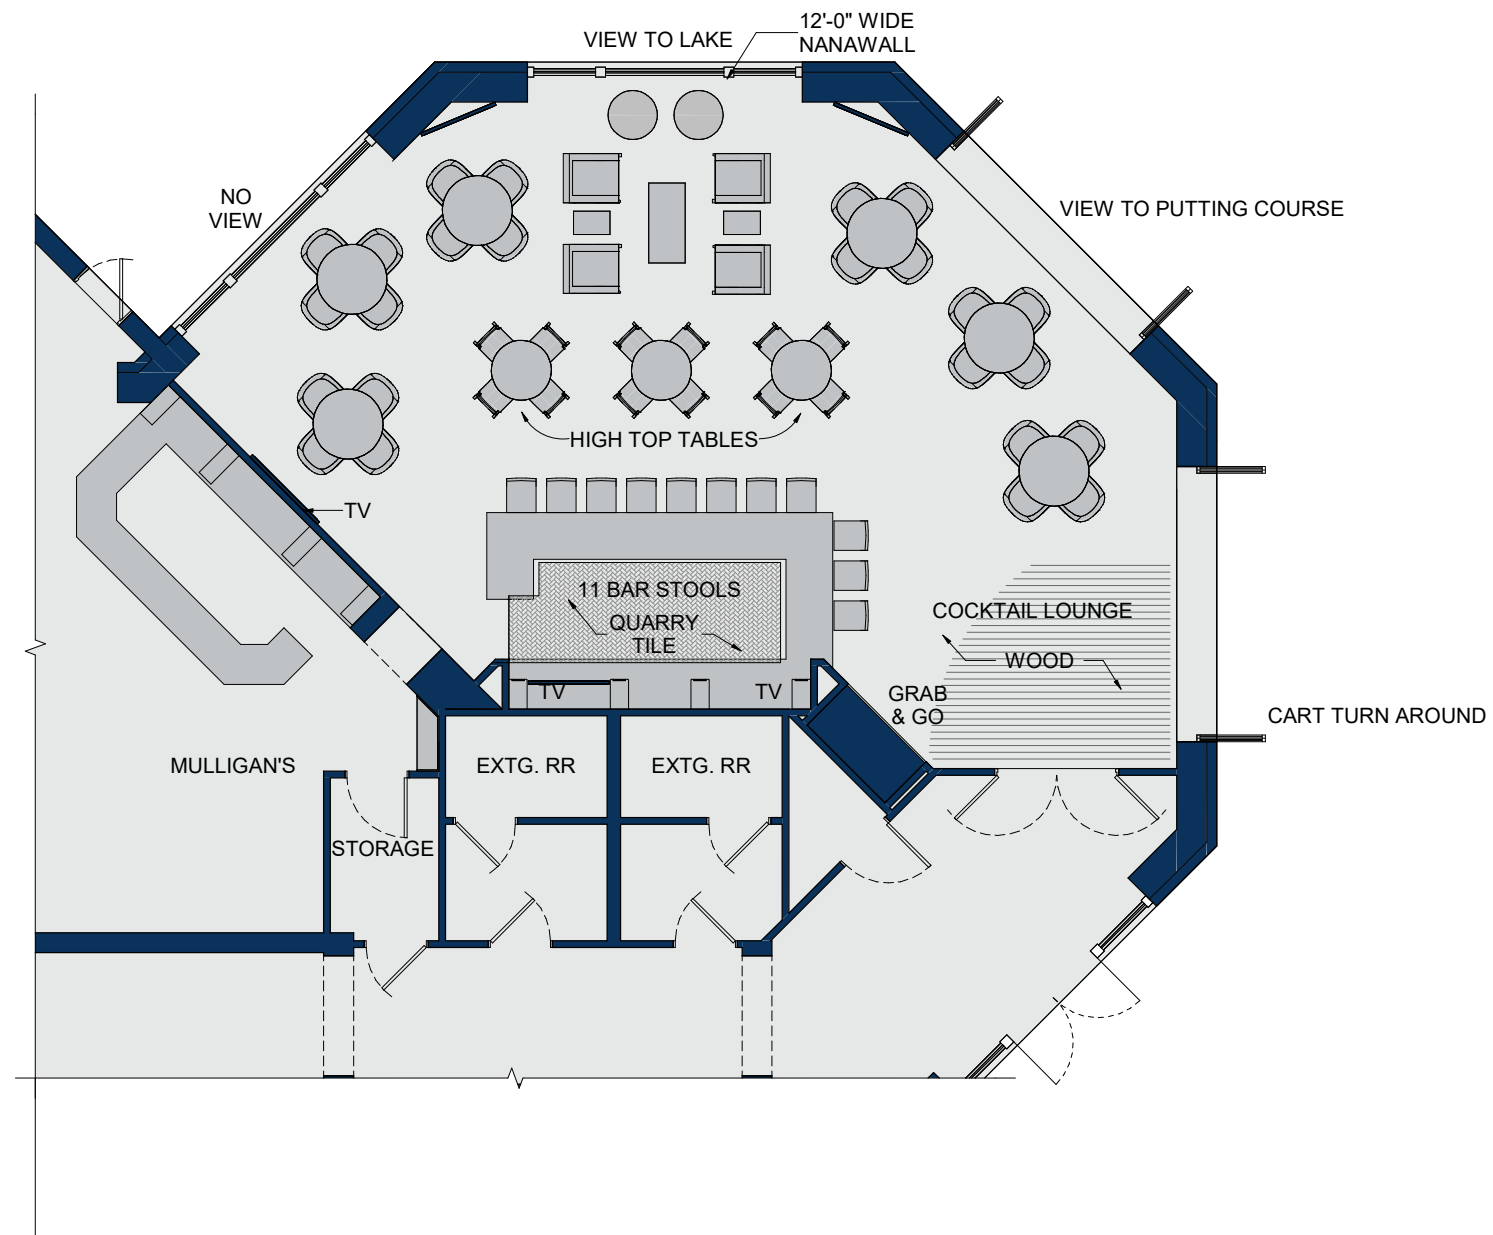 12'-0" WIDE
NANAWALL
VIEW TO LAKE
NO
VIEW
VIEW TO PUTTING COURSE
HIGH TOP TABLES
TV
11 BAR STOOLS
QUARRY
TILE
COCKTAIL LOUNGE
WOOD
TV
TV
GRAB
& GO
CART TURN AROUND
MULLIGAN'S
EXTG. RR
EXTG. RR
STORAGE